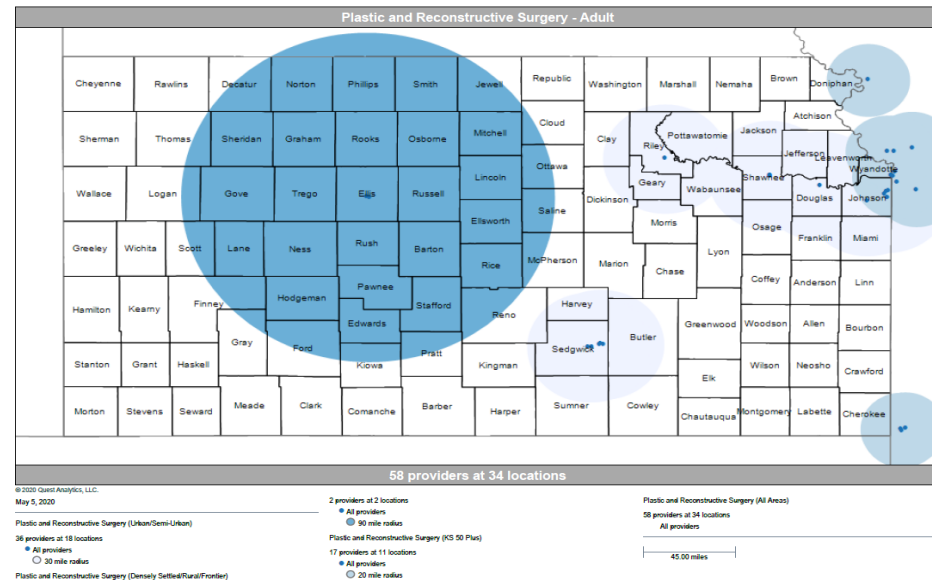 Plastic and Reconstructive Surgery - Adult
Cheyenne Rawlins Decatur Norton Phillips Smith Jewell Republic Washington Marshall Nemaha Brown Doniphan
Atchison
Sherman Thomas Sheridan Graham Rooks Osborne Mitchell Cloud Clay Riley Pottawatomie Jackson Jefferson Leavenworth
Wyandotte
Wallace Logan Gove Trego Ellis Russell Lincoln Ottawa Saline Dickinson Geary Wabaunsee Shawnee Douglas Johnson
Greeley Wichita Scott Lane Ness Rush Barton Ellsworth Rice McPherson Marion Morris Chase Lyon Osage Franklin Miami
Hamilton Kearny Finney Hodgeman Pawnee Edwards Stafford Reno Harvey Coffey Anderson Linn
Stanton Grant Haskell Gray Ford Kiowa Pratt Kingman Sedgwick Butler Greenwood Woodson Allen Bourbon
Elk Wilson Neosho Crawford
Morton Stevens Seward Meade Clark Comanche Barber Harper Sumner Cowley Chautauqua Montgomery Labette Cherokee
58 providers at 34 locations
© 2020 Quest Analytics, LLC.
May 5, 2020
Plastic and Reconstructive Surgery (Urban/Semi-Urban)
36 providers at 18 locations
All providers
30 mile radius
Plastic and Reconstructive Surgery (Densely Settled/Rural/Frontier)
2 providers at 2 locations
All providers
90 mile radius
Plastic and Reconstructive Surgery (KS 50 Plus)
17 providers at 11 locations
All providers
20 mile radius
Plastic and Reconstructive Surgery (All Areas)
58 providers at 34 locations
All providers
45.00 miles